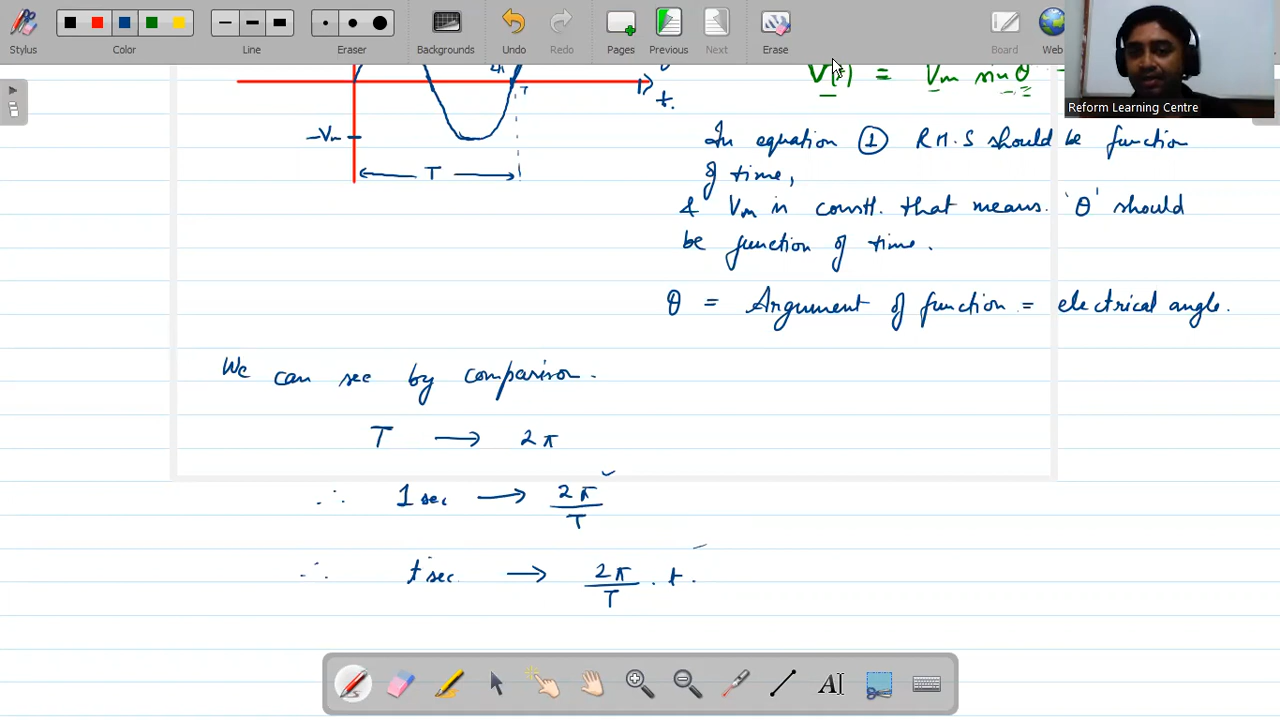 Stylus Color Line Eraser Backgrounds Undo Redo Pages Previous Next Erase Board Web
Reform Learning Centre
2π
T
t.
-Vm
T
V(t) = Vm sin θ
In equation ① R.H.S should be function
of time,
& Vm is constt. that means 'θ' should
be function of time.
θ = Argument of function = electrical angle.
We can see by comparison.
T → 2π
∴ 1 sec → 2π/T
∴ t sec → 2π/T . t.